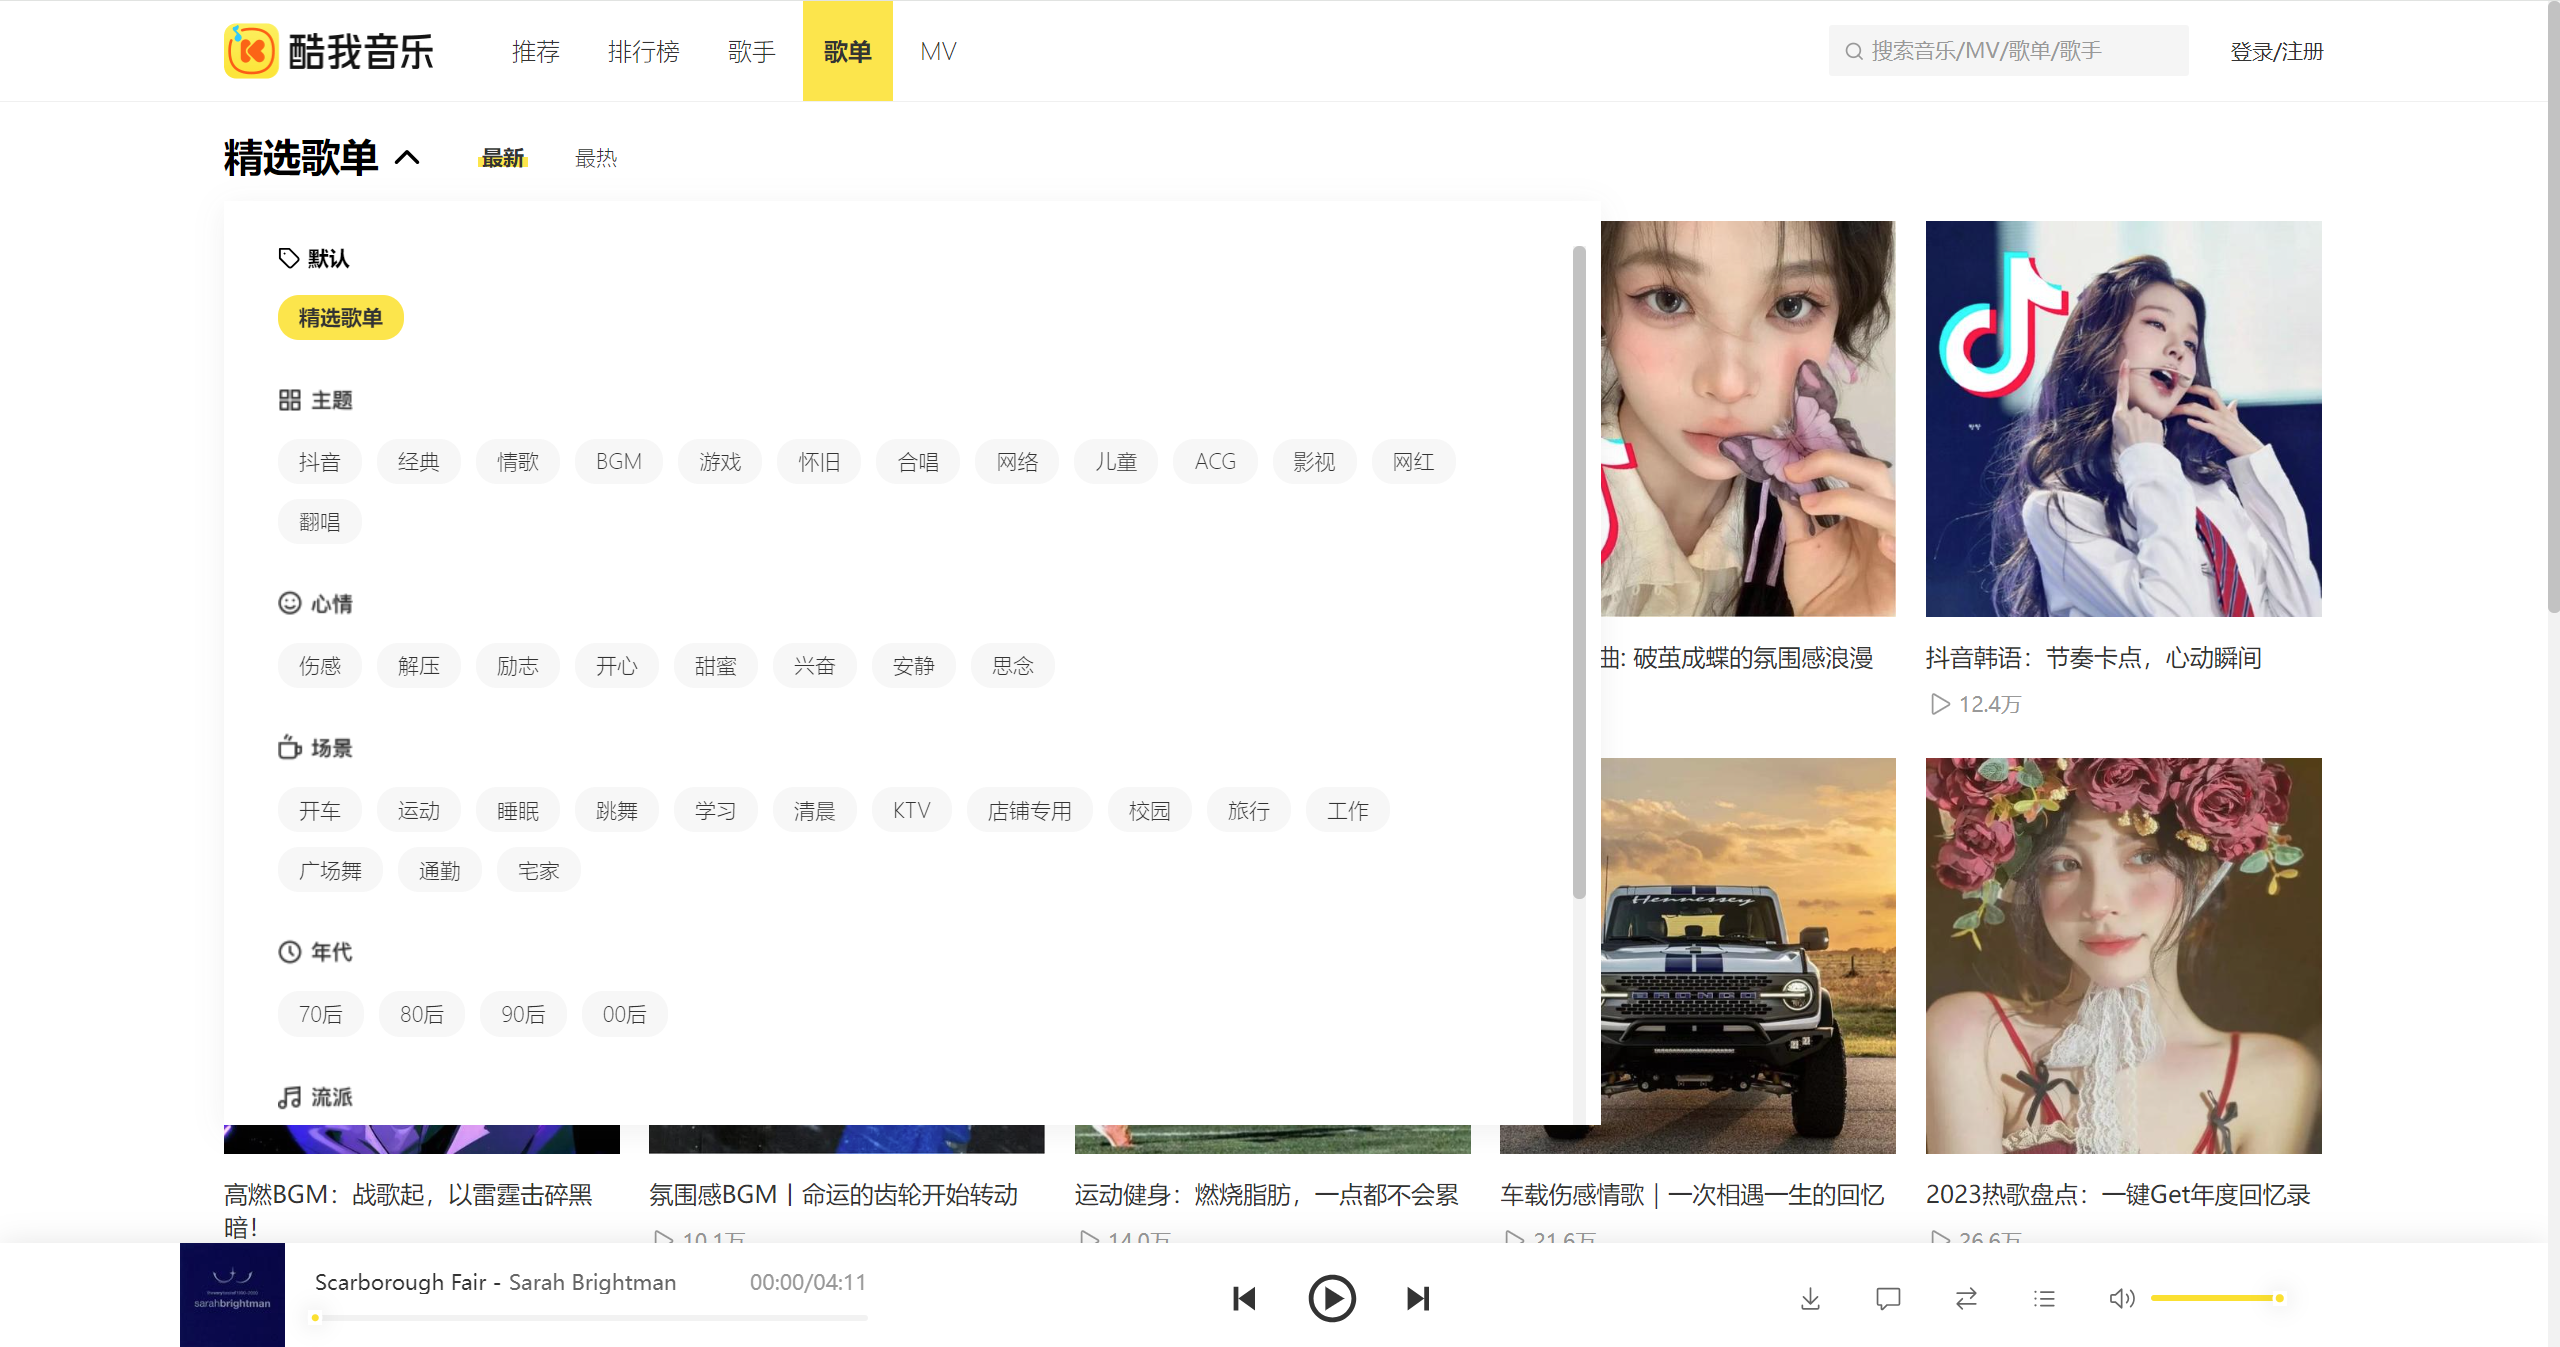 酷我音乐
推荐 排行榜 歌手 歌单 MV
搜索音乐/MV/歌单/歌手
登录/注册
精选歌单
最新 最热
默认
精选歌单
主题
抖音 经典 情歌 BGM 游戏 怀旧 合唱 网络 儿童 ACG 影视 网红
翻唱
心情
伤感 解压 励志 开心 甜蜜 兴奋 安静 思念
场景
开车 运动 睡眠 跳舞 学习 清晨 KTV 店铺专用 校园 旅行 工作
广场舞 通勤 宅家
年代
70后 80后 90后 00后
流派
曲: 破茧成蝶的氛围感浪漫
抖音韩语：节奏卡点，心动瞬间
12.4万
Hennessey
高燃BGM：战歌起，以雷霆击碎黑
暗！
氛围感BGM丨命运的齿轮开始转动
10.1万
运动健身：燃烧脂肪，一点都不会累
14.0万
车载伤感情歌｜一次相遇一生的回忆
21.6万
2023热歌盘点：一键Get年度回忆录
26.6万
sarahbrightman
Scarborough Fair - Sarah Brightman
00:00/04:11